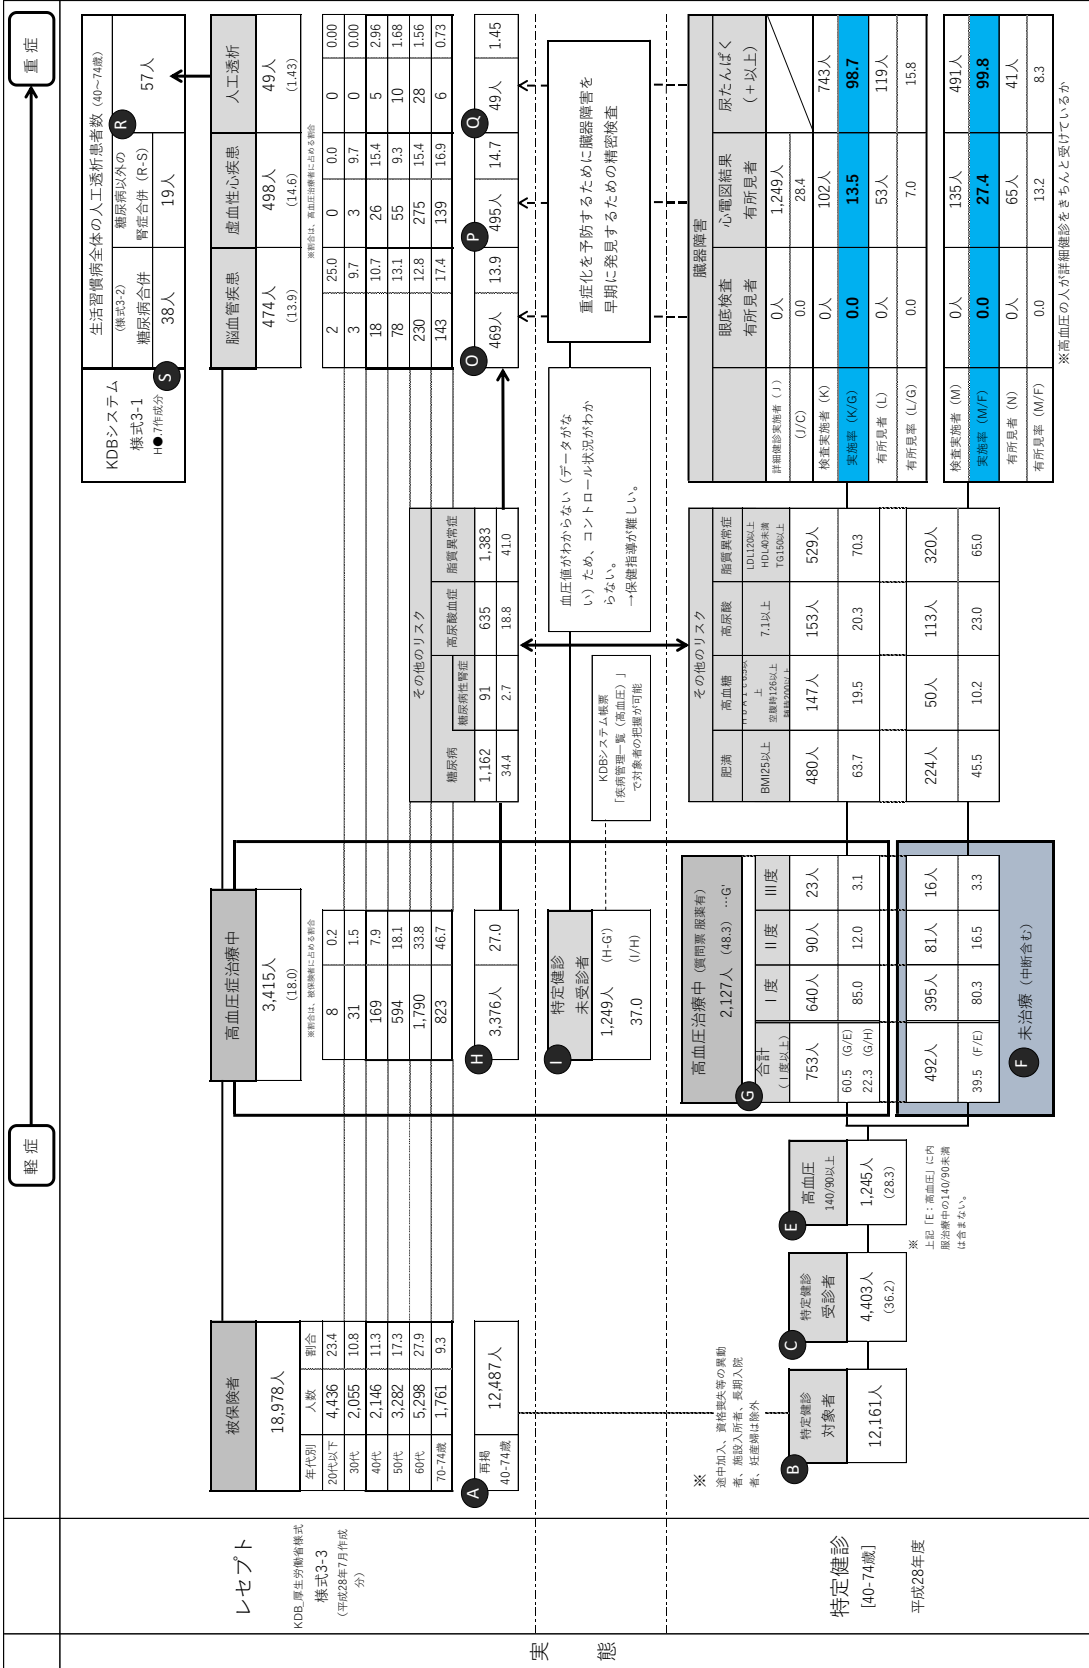 軽症
重症
実態
レセプト
KDB_厚生労働省様式
様式3-3
(平成28年7月作成
分)
被保険者
18,978人
年代別 人数 割合
20代以下 4,436 23.4
30代 2,055 10.8
40代 2,146 11.3
50代 3,282 17.3
60代 5,298 27.9
70-74歳 1,761 9.3
A
再掲
40-74歳
12,487人
高血圧症治療中
3,415人
(18.0)
※割合は、被保険者に占める割合
8 0.2
31 1.5
169 7.9
594 18.1
1,790 33.8
823 46.7
H
3,376人 27.0
その他のリスク
糖尿病 糖尿病性腎症 高尿酸血症 脂質異常症
1,162 91 635 1,383
34.4 2.7 18.8 41.0
KDBシステム
様式3-1
H●.7作成分
生活習慣病全体の人工透析患者数 (40~74歳)
(様式3-2)
糖尿病合併
糖尿病以外の
腎症合併 (R-S)
R
57人
S
38人 19人
脳血管疾患 虚血性心疾患 人工透析
474人 498人 49人
(13.9) (14.6) (1.43)
※割合は、高血圧治療者に占める割合
2 25.0 0 0.0 0 0.00
3 9.7 3 9.7 0 0.00
18 10.7 26 15.4 5 2.96
78 13.1 55 9.3 10 1.68
230 12.8 275 15.4 28 1.56
143 17.4 139 16.9 6 0.73
O
469人 13.9
P
495人 14.7
Q
49人 1.45
I
特定健診
未受診者
1,249人 (H-G')
37.0 (I/H)
KDBシステム帳票
「疾病管理一覧(高血圧)」
で対象者の把握が可能
血圧値がわからない(データがな
い)ため、コントロール状況がわか
らない。
→保健指導が難しい。
重症化を予防するために臓器障害を
早期に発見するための精密検査
特定健診
[40-74歳]
平成28年度
※
途中加入、資格喪失等の異動
者、施設入所者、長期入院
者、妊産婦は除外
B
特定健診
対象者
12,161人
C
特定健診
受診者
4,403人
(36.2)
E
高血圧
140/90以上
1,245人
(28.3)
※
上記「E:高血圧」に内
服治療中の140/90未満
は含まない。
高血圧治療中 (質問票 服薬有)
2,127人 (48.3) …G'
G
合計
(Ⅰ度以上)
Ⅰ度 Ⅱ度 Ⅲ度
753人 640人 90人 23人
60.5 (G/E)
22.3 (G/H)
85.0 12.0 3.1
492人 395人 81人 16人
39.5 (F/E) 80.3 16.5 3.3
F
未治療 (中断含む)
その他のリスク
肥満 高血糖 高尿酸 脂質異常症
BMI25以上
上
空腹時126以上
7.1以上
LDL120以上
HDL40未満
TG150以上
480人 147人 153人 529人
63.7 19.5 20.3 70.3
224人 50人 113人 320人
45.5 10.2 23.0 65.0
臓器障害
眼底検査
有所見者
心電図結果
有所見者
尿たんぱく
(+以上)
詳細健診実施者 (J) 0人 1,249人
(J/C) 0.0 28.4
検査実施者 (K) 0人 102人 743人
実施率 (K/G) 0.0 13.5 98.7
有所見者 (L) 0人 53人 119人
有所見率 (L/G) 0.0 7.0 15.8
検査実施者 (M) 0人 135人 491人
実施率 (M/F) 0.0 27.4 99.8
有所見者 (N) 0人 65人 41人
有所見率 (M/F) 0.0 13.2 8.3
※高血圧の人が詳細健診をきちんと受けているか